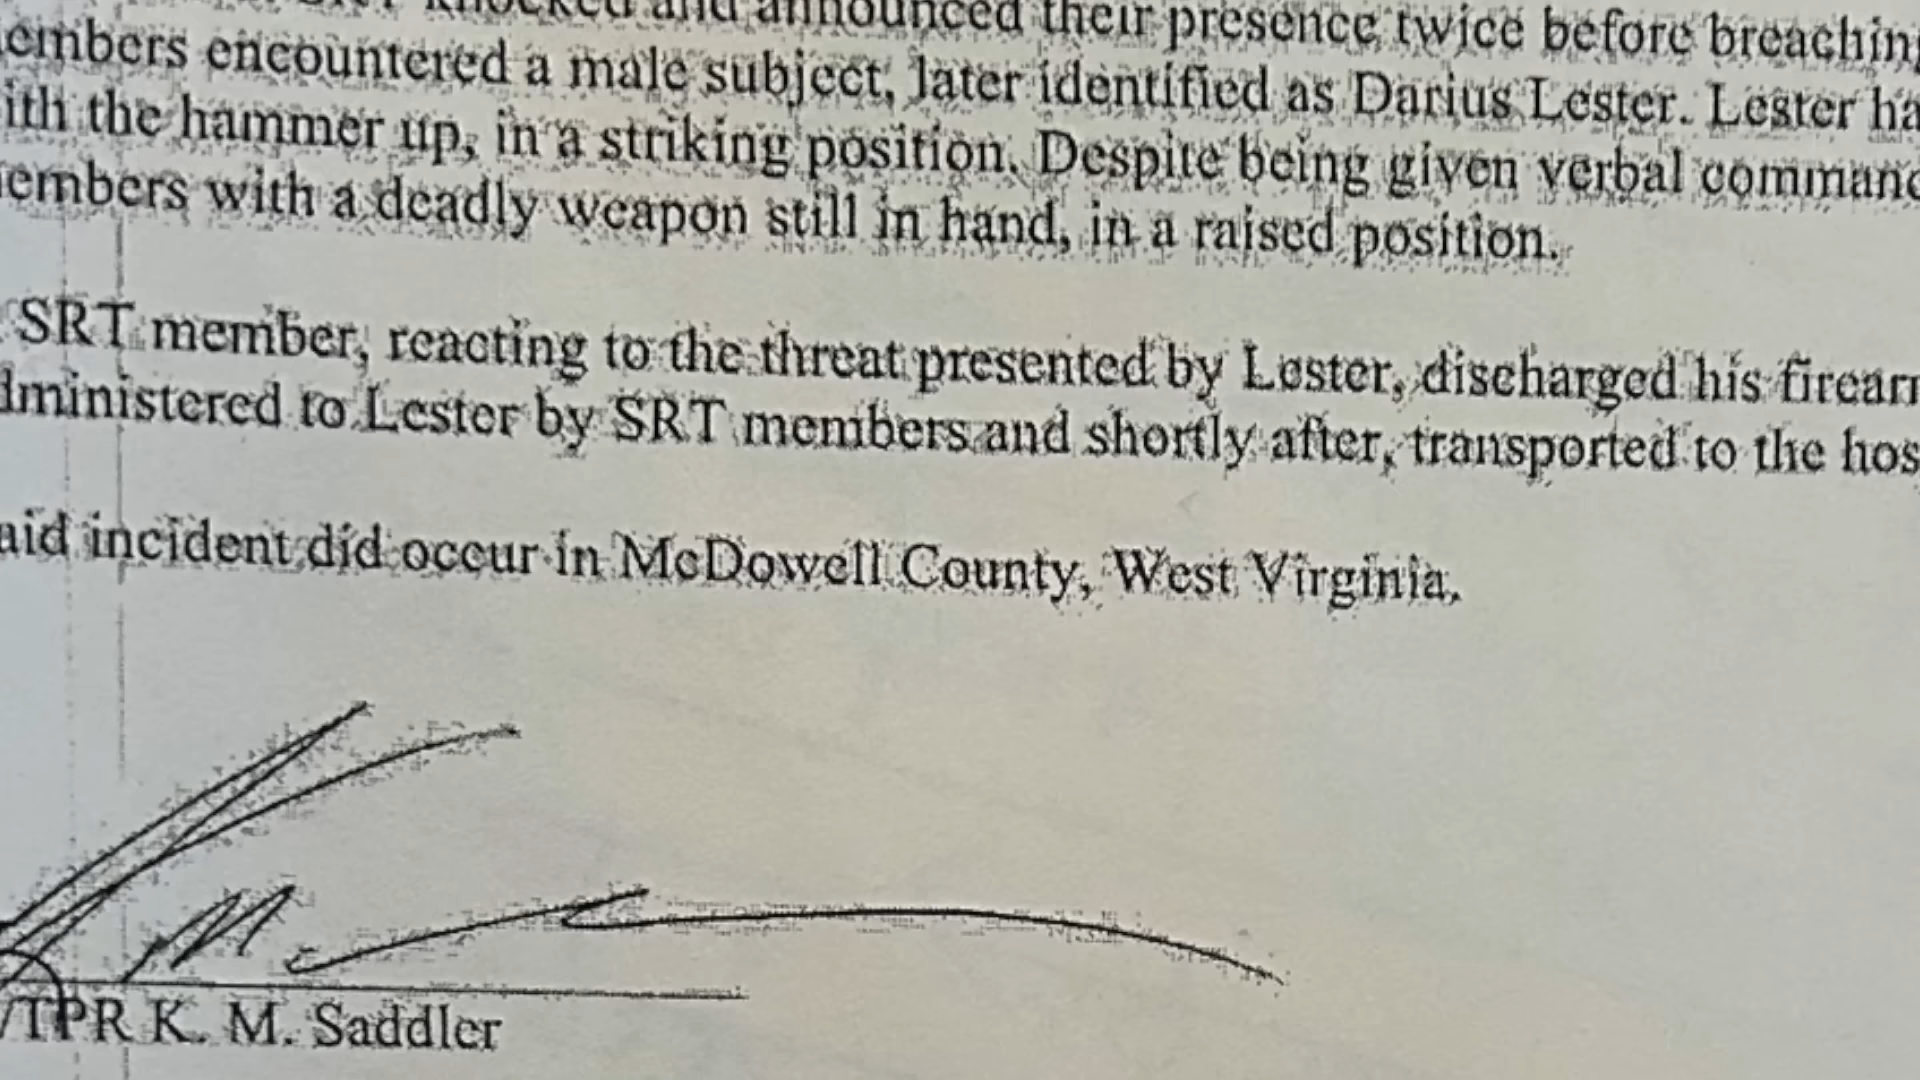 knocked and announced their presence twice before breaching
embers encountered a male subject, later identified as Darius Lester. Lester ha
ith the hammer up, in a striking position. Despite being given verbal command
embers with a deadly weapon still in hand, in a raised position.
SRT member, reacting to the threat presented by Lester, discharged his firearm
dministered to Lester by SRT members and shortly after, transported to the hos
aid incident did occur in McDowell County, West Virginia.
/TPR K. M. Saddler